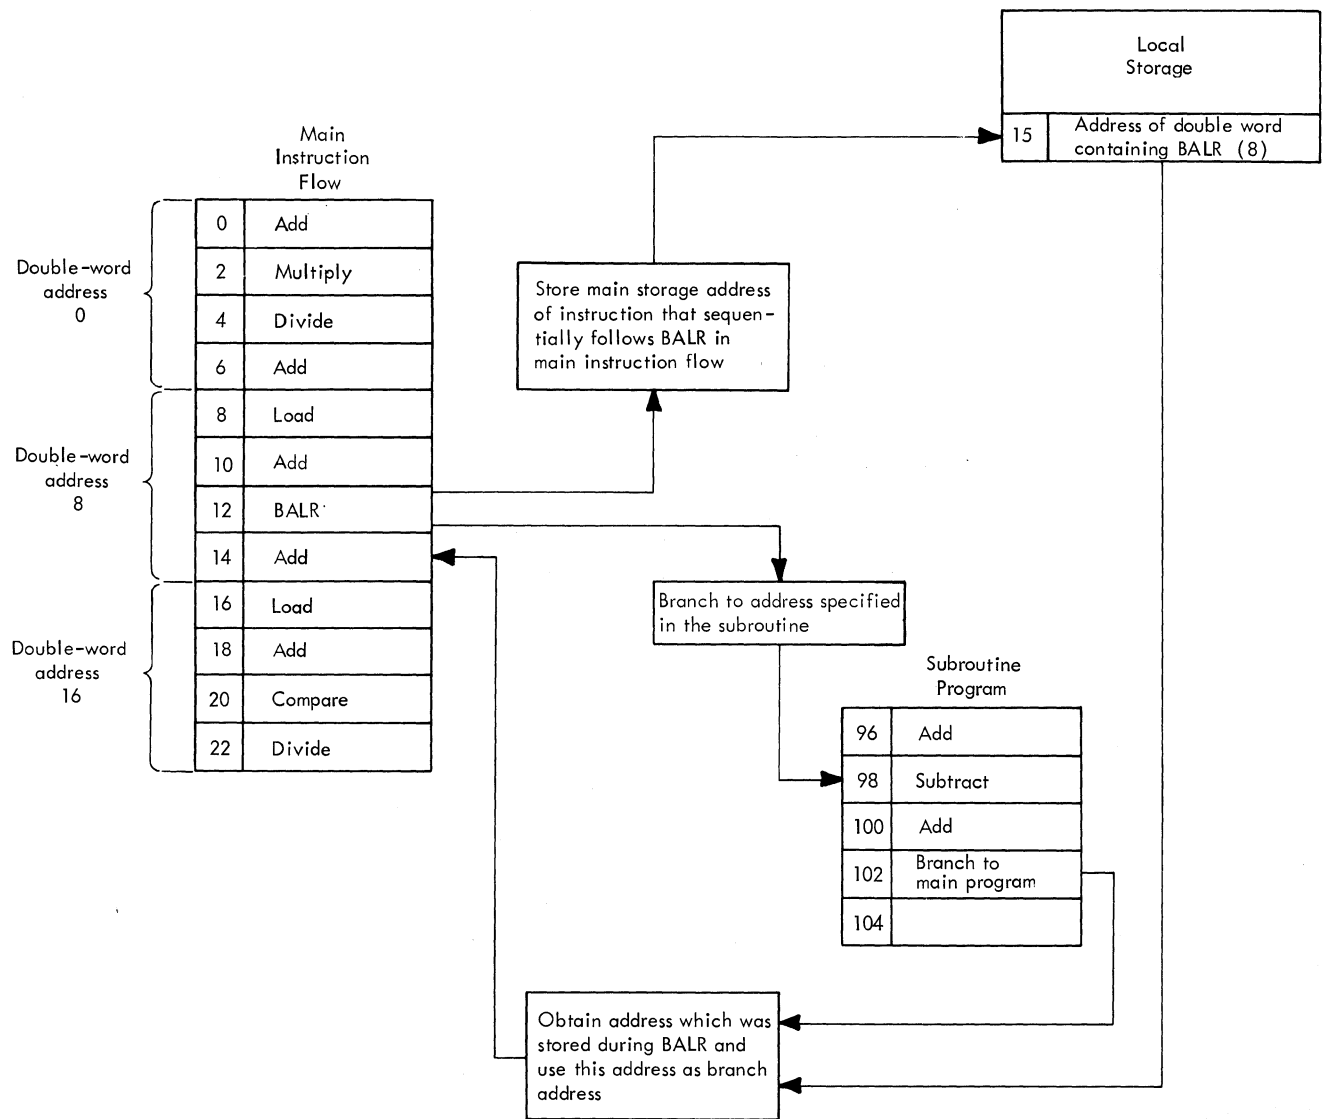 Local
Storage
15 Address of double word
containing BALR (8)
Main
Instruction
Flow
Double-word
address
0
0 Add
2 Multiply
4 Divide
6 Add
Double-word
address
8
8 Load
10 Add
12 BALR
14 Add
Double-word
address
16
16 Load
18 Add
20 Compare
22 Divide
Store main storage address
of instruction that sequen-
tially follows BALR in
main instruction flow
Branch to address specified
in the subroutine
Subroutine
Program
96 Add
98 Subtract
100 Add
102 Branch to
main program
104
Obtain address which was
stored during BALR and
use this address as branch
address